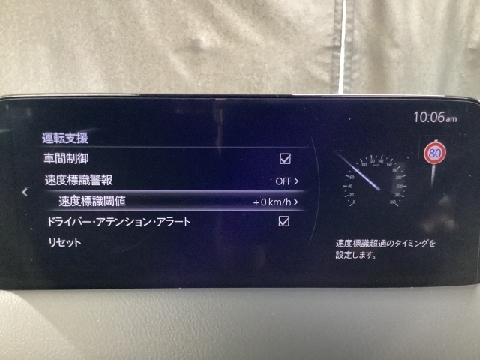 10:06am
運転支援
車間制御
速度標識警報 OFF >
速度標識閾値 +0 km/h >
ドライバー・アテンション・アラート
リセット
80
速度標識超過のタイミングを
設定します。